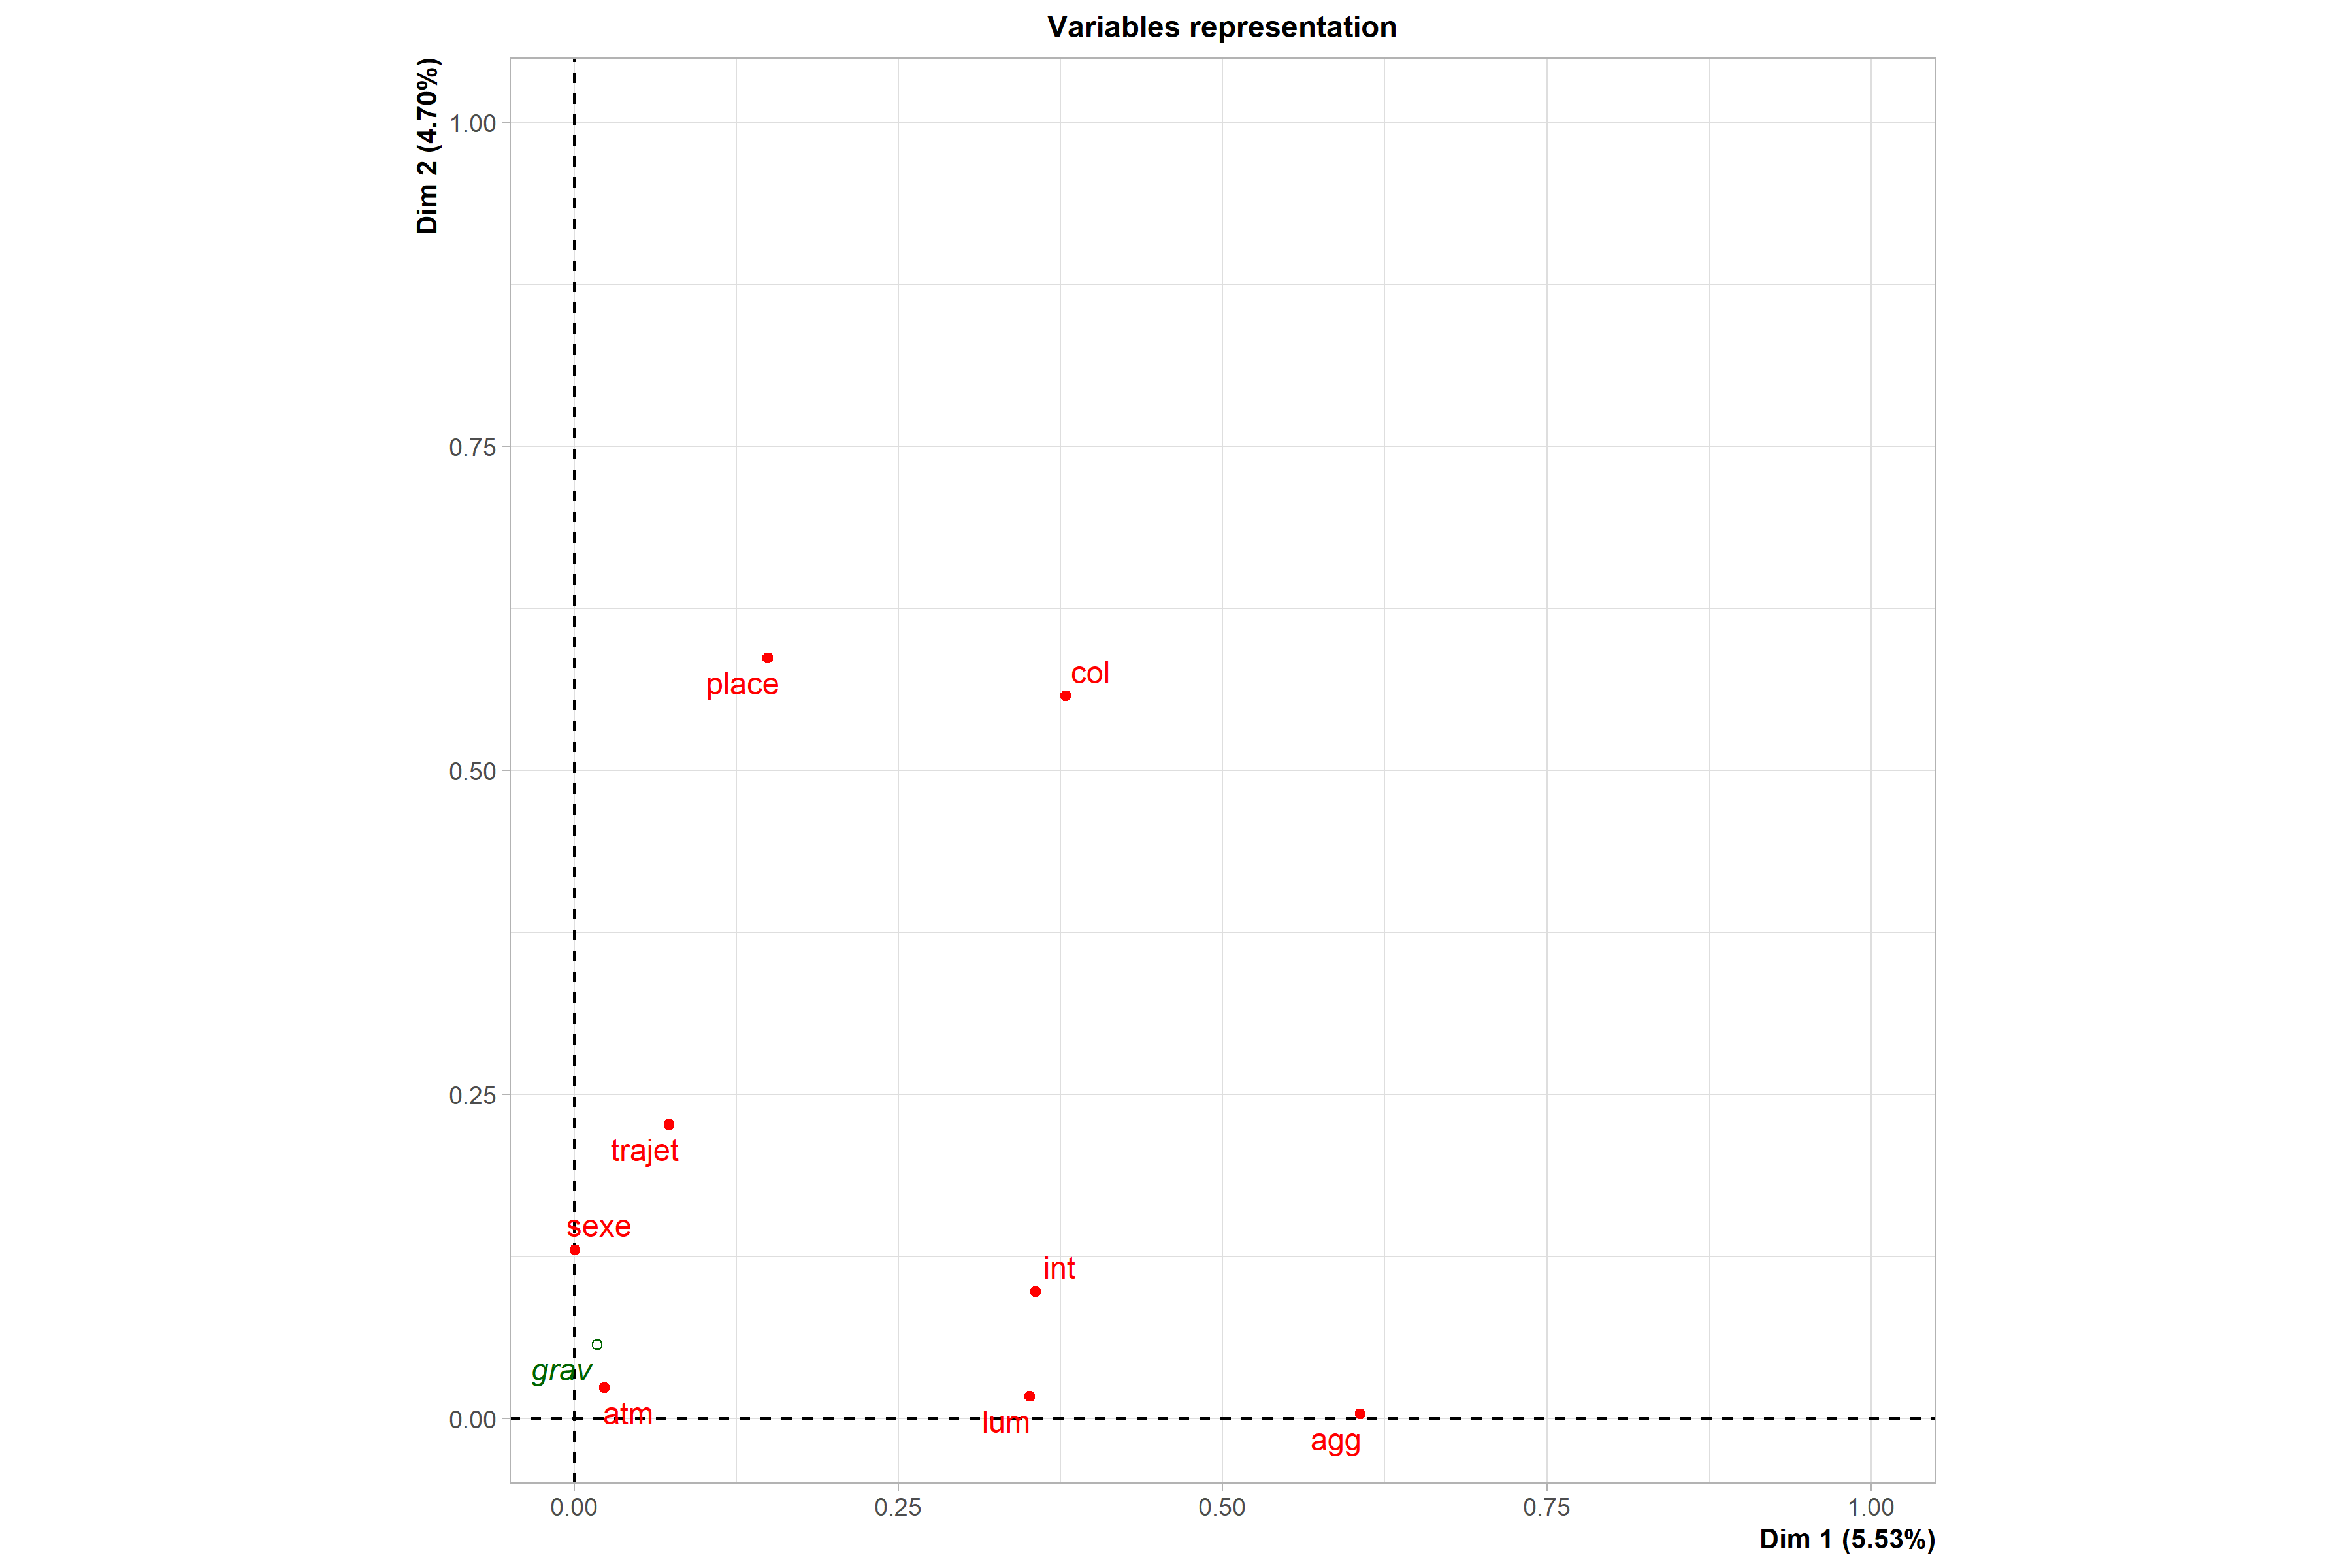 Variables representation
Dim 2 (4.70%)
1.00
0.75
place
col
0.50
0.25
trajet
sexe
int
grav
atm
0.00
lum
agg
0.00 0.25 0.50 0.75 1.00
Dim 1 (5.53%)